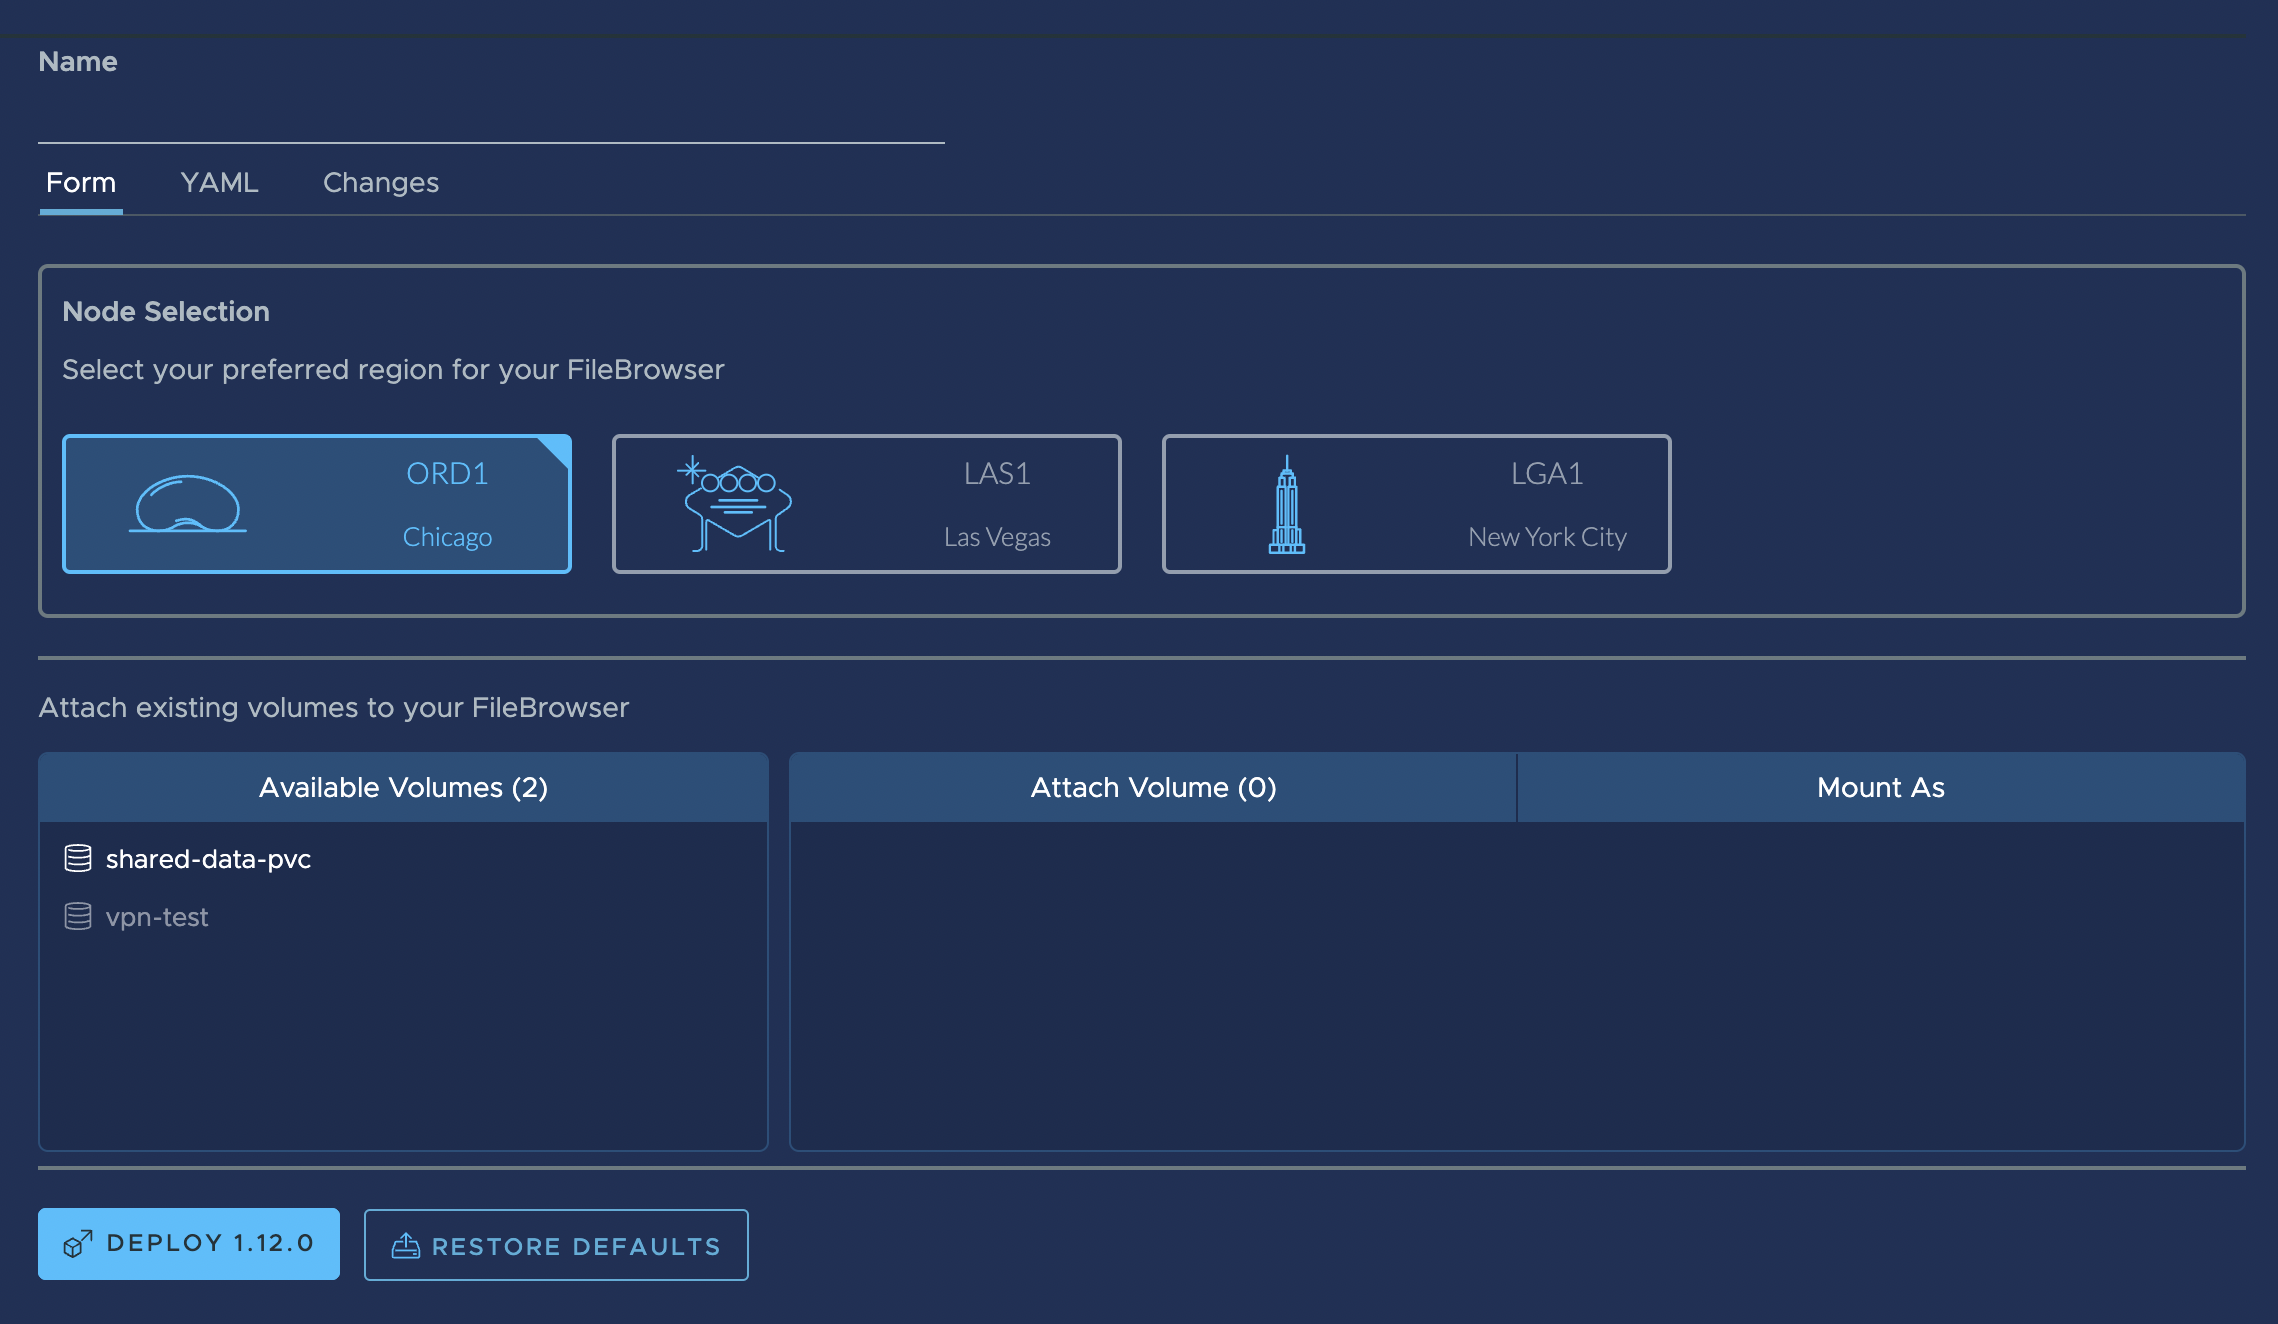 Name
Form YAML Changes
Node Selection
Select your preferred region for your FileBrowser
ORD1
Chicago
LAS1
Las Vegas
LGA1
New York City
Attach existing volumes to your FileBrowser
Available Volumes (2)
shared-data-pvc
vpn-test
Attach Volume (0)
Mount As
DEPLOY 1.12.0
RESTORE DEFAULTS